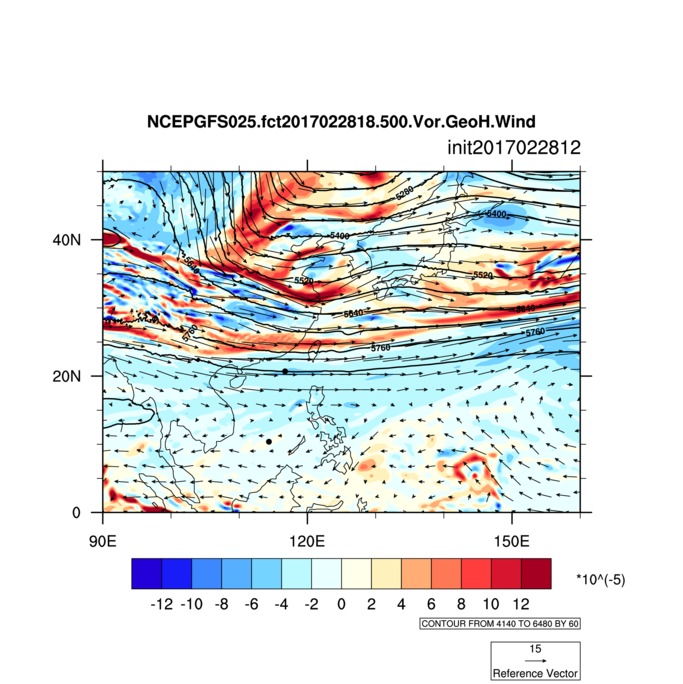 NCEPGFS025.fct2017022818.500.Vor.GeoH.Wind
init2017022812
5280
5400
40N
5400
5640
5520
5520
5640
5640
5760
5760
5760
20N
0
90E 120E 150E
-12 -10 -8 -6 -4 -2 0 2 4 6 8 10 12
*10^(-5)
CONTOUR FROM 4140 TO 6480 BY 60
15
Reference Vector